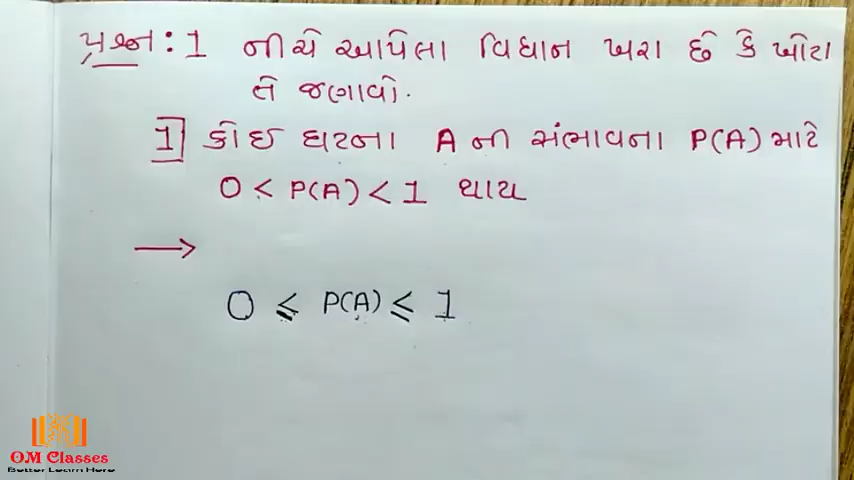 પ્રશ્ન : 1 નીચે આપેલા વિધાન ખરા છે કે ખોટા
તે જણાવો.
1 કોઈ ઘટના A ની સંભાવના P(A) માટે
0 < P(A) < 1 થાય
→
0 ≤ P(A) ≤ 1
OM Classes
Better Learn Here